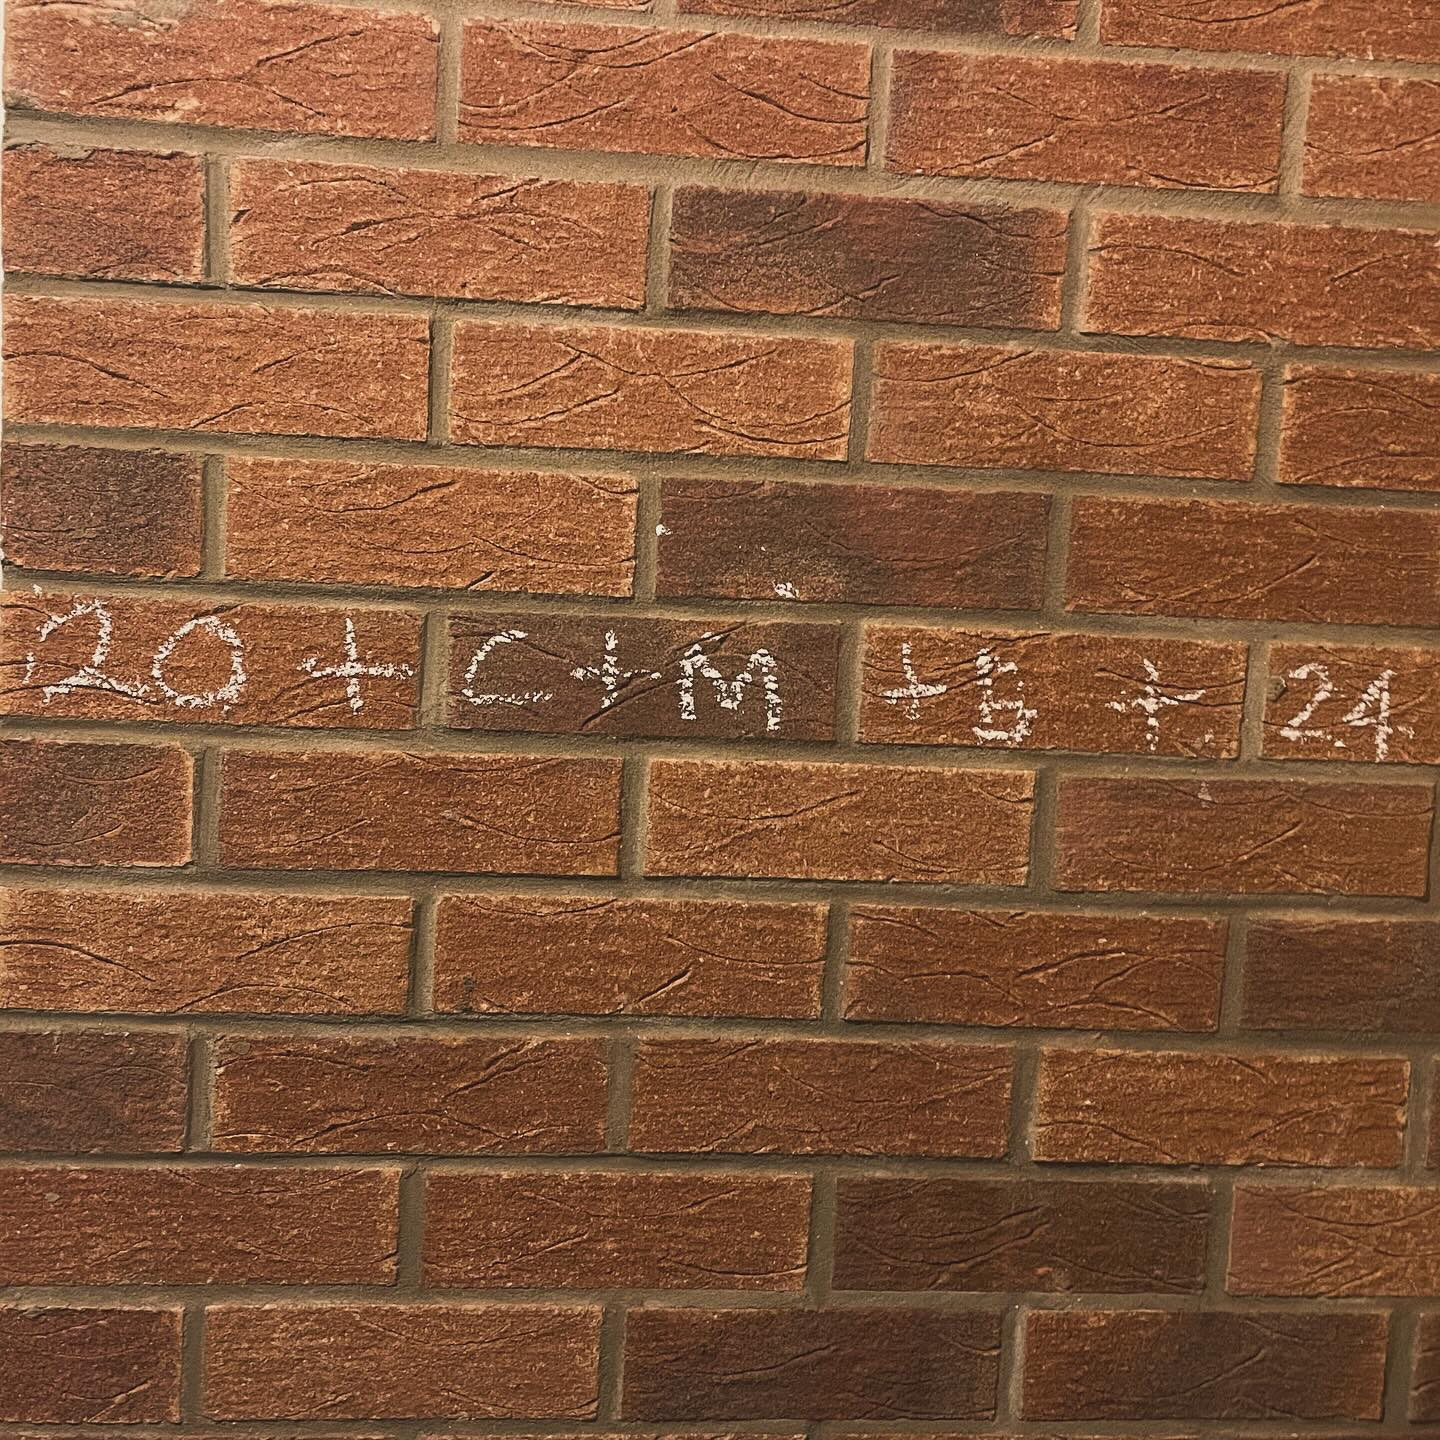 20 + C + M + B + 24